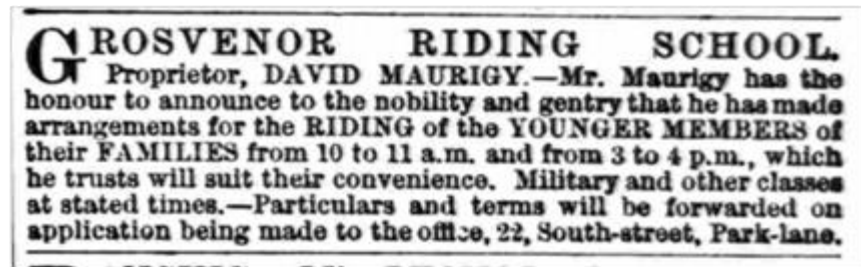 GROSVENOR RIDING SCHOOL.
Proprietor, DAVID MAURIGY.—Mr. Maurigy has the
honour to announce to the nobility and gentry that he has made
arrangements for the RIDING of the YOUNGER MEMBERS of
their FAMILIES from 10 to 11 a.m. and from 3 to 4 p.m., which
he trusts will suit their convenience. Military and other classes
at stated times.—Particulars and terms will be forwarded on
application being made to the office, 22, South-street, Park-lane.